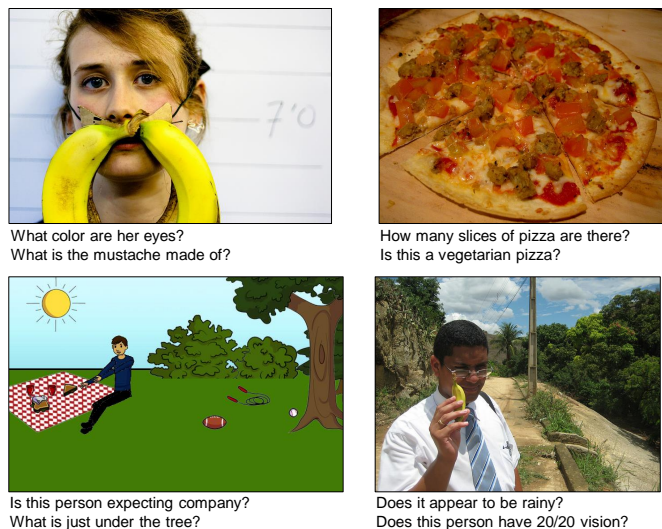 7'0
What color are her eyes?
What is the mustache made of?
How many slices of pizza are there?
Is this a vegetarian pizza?
Is this person expecting company?
What is just under the tree?
Does it appear to be rainy?
Does this person have 20/20 vision?